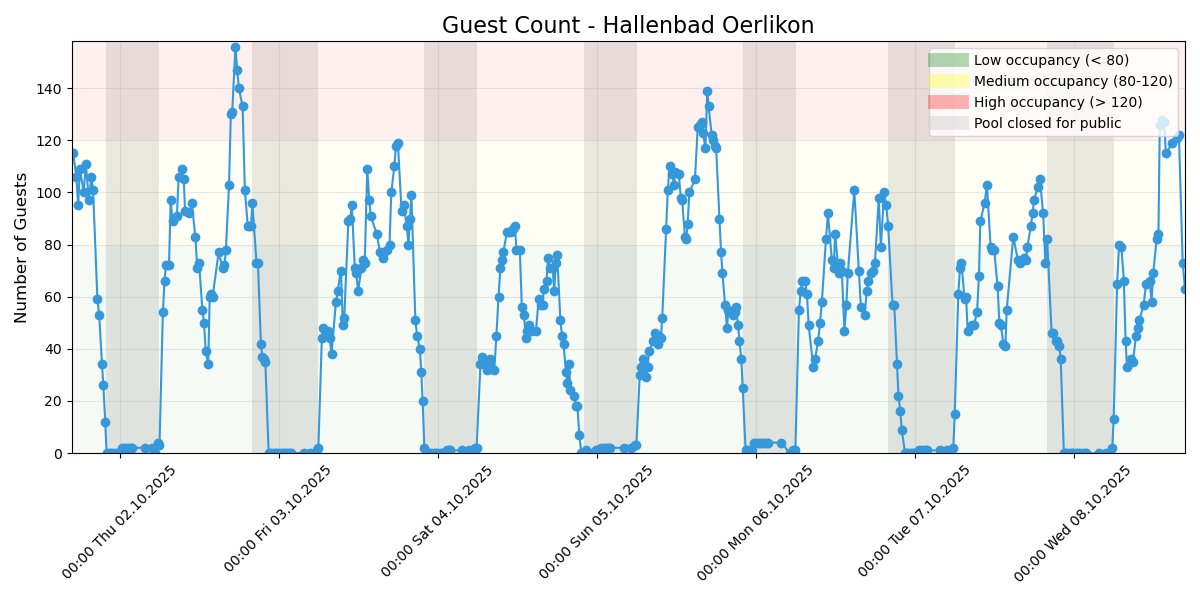 Guest Count - Hallenbad Oerlikon
Number of Guests
140
120
100
80
60
40
20
0
Low occupancy (< 80)
Medium occupancy (80-120)
High occupancy (> 120)
Pool closed for public
00:00 Thu 02.10.2025
00:00 Fri 03.10.2025
00:00 Sat 04.10.2025
00:00 Sun 05.10.2025
00:00 Mon 06.10.2025
00:00 Tue 07.10.2025
00:00 Wed 08.10.2025